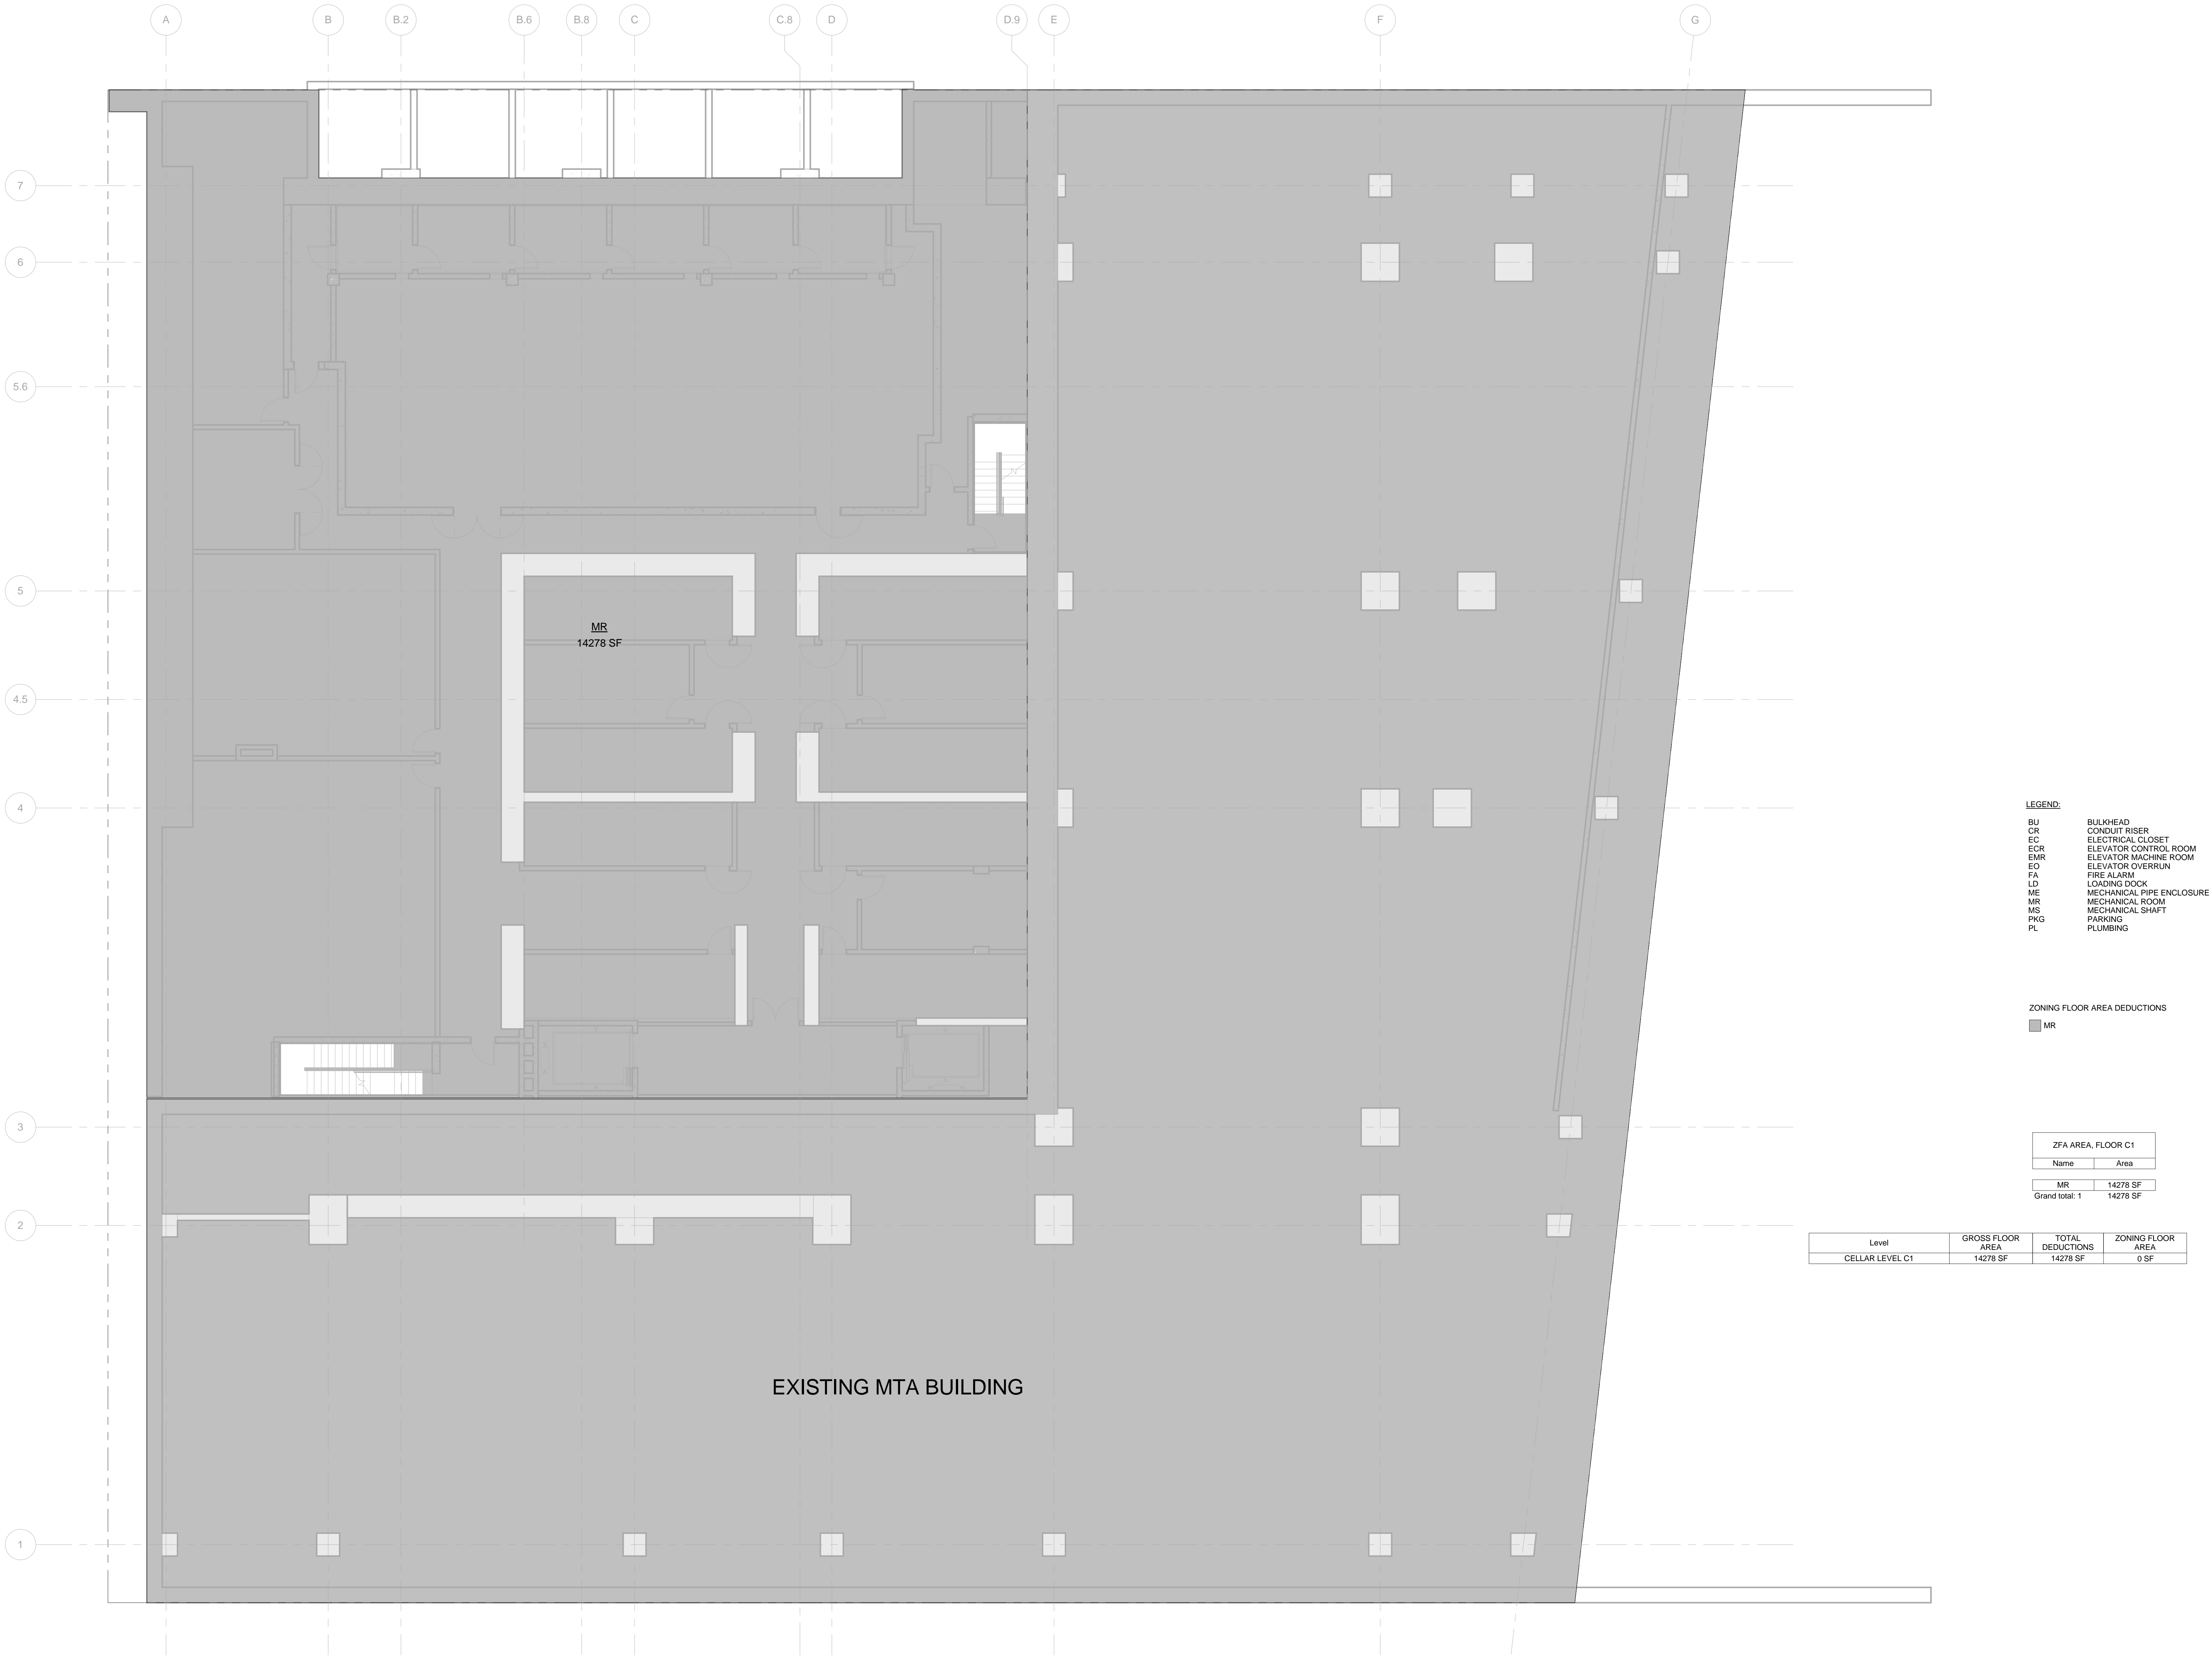 A B B.2 B.6 B.8 C C.8 D D.9 E F G
7
6
5.6
5
4.5
4
3
2
1
MR
14278 SF
EXISTING MTA BUILDING
LEGEND:
BU BULKHEAD
CR CONDUIT RISER
EC ELECTRICAL CLOSET
ECR ELEVATOR CONTROL ROOM
EMR ELEVATOR MACHINE ROOM
EO ELEVATOR OVERRUN
FA FIRE ALARM
LD LOADING DOCK
ME MECHANICAL PIPE ENCLOSURE
MR MECHANICAL ROOM
MS MECHANICAL SHAFT
PKG PARKING
PL PLUMBING
ZONING FLOOR AREA DEDUCTIONS
MR
ZFA AREA, FLOOR C1
Name Area
MR 14278 SF
Grand total: 1 14278 SF
Level GROSS FLOOR AREA TOTAL DEDUCTIONS ZONING FLOOR AREA
CELLAR LEVEL C1 14278 SF 14278 SF 0 SF